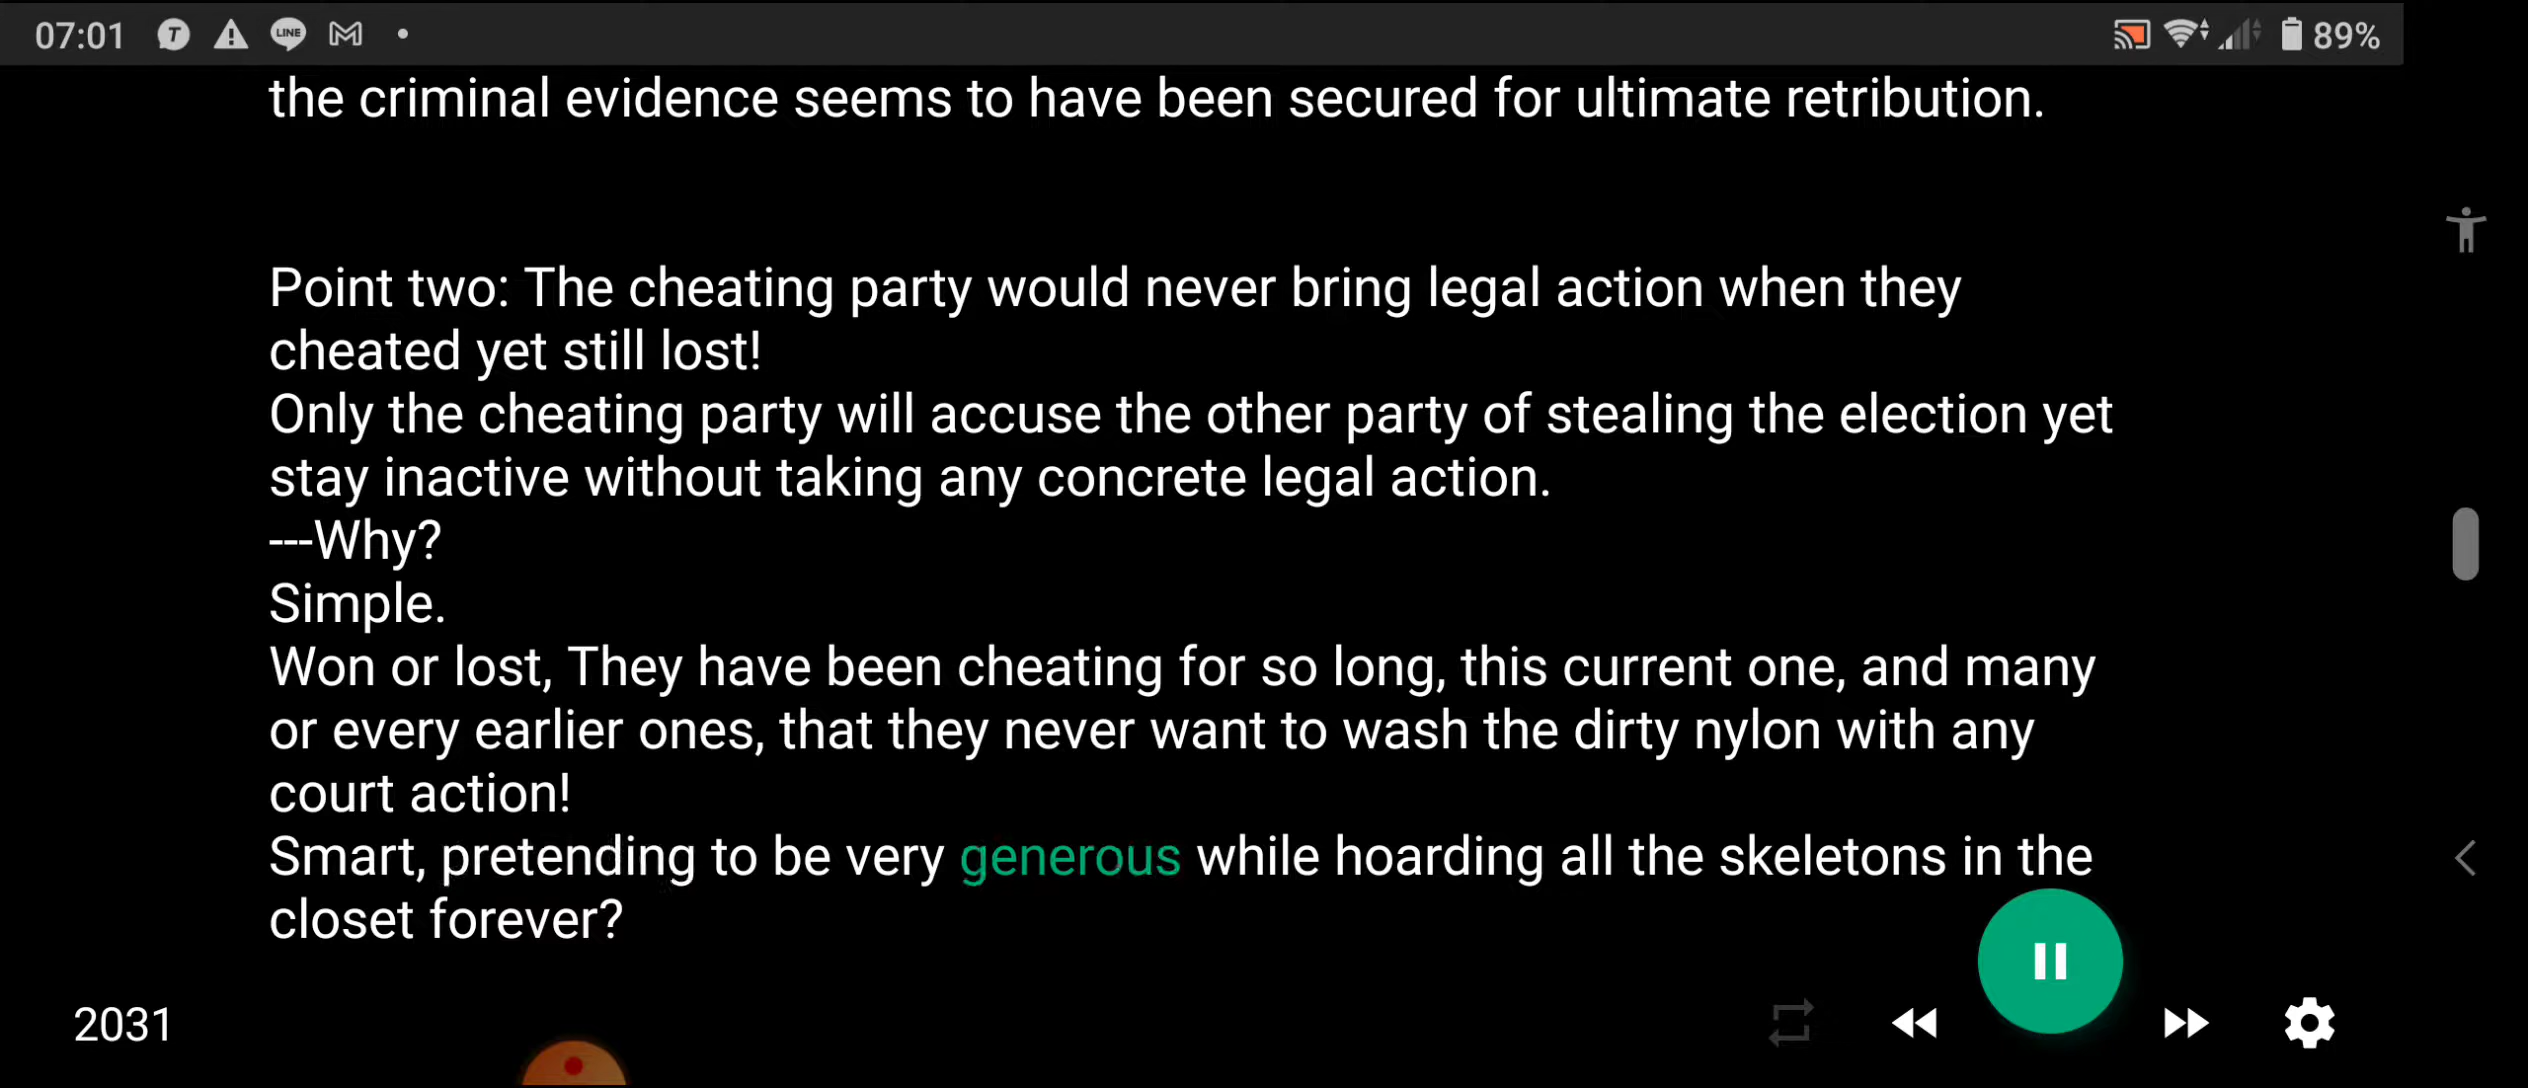 07:01
T
LINE
89%
the criminal evidence seems to have been secured for ultimate retribution.
Point two: The cheating party would never bring legal action when they
cheated yet still lost!
Only the cheating party will accuse the other party of stealing the election yet
stay inactive without taking any concrete legal action.
---Why?
Simple.
Won or lost, They have been cheating for so long, this current one, and many
or every earlier ones, that they never want to wash the dirty nylon with any
court action!
Smart, pretending to be very generous while hoarding all the skeletons in the
closet forever?
2031